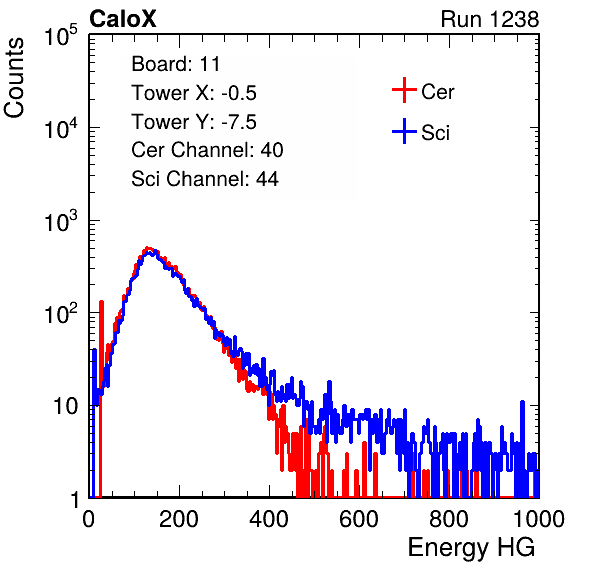 CaloX Run 1238
Counts
Board: 11
Tower X: -0.5
Tower Y: -7.5
Cer Channel: 40
Sci Channel: 44
Cer
Sci
10^5
10^4
10^3
10^2
10
1
0 200 400 600 800 1000
Energy HG